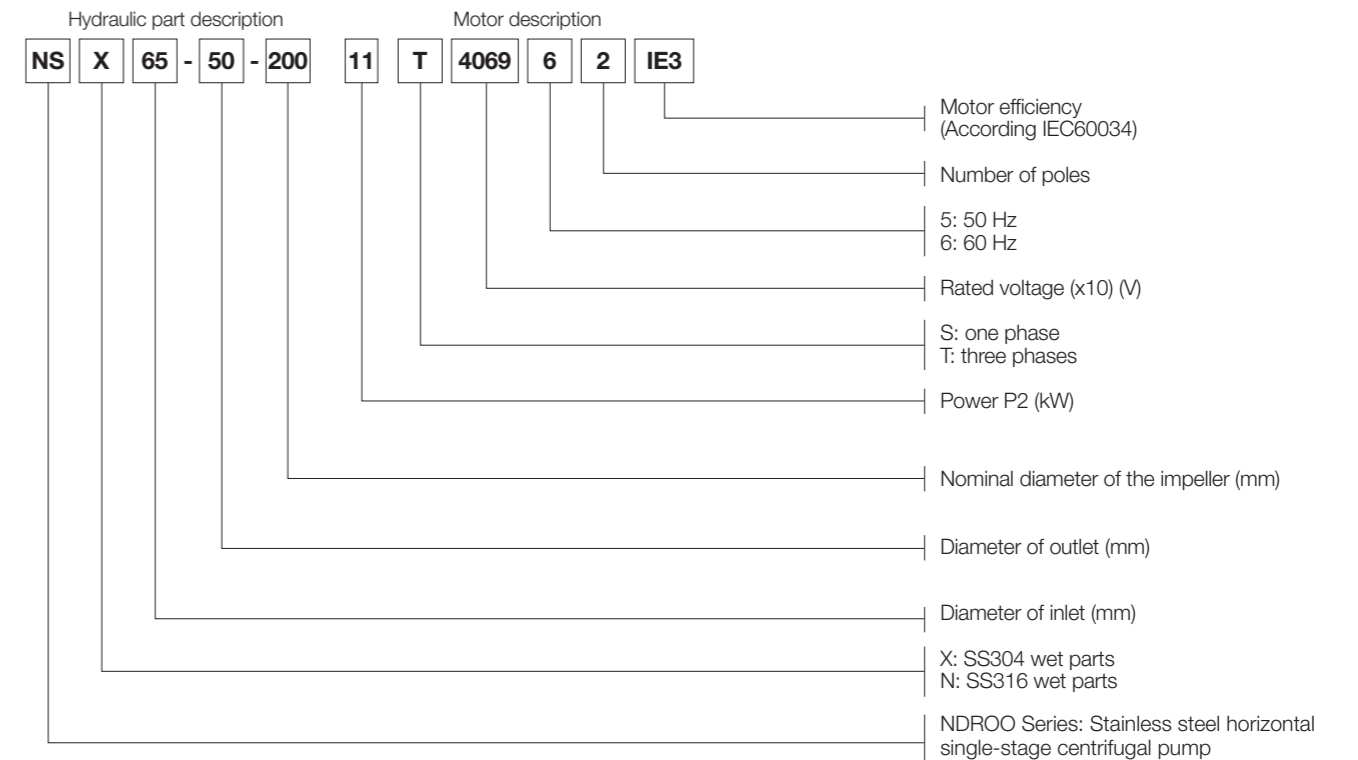 Hydraulic part description Motor description
NS X 65 - 50 - 200 11 T 4069 6 2 IE3
Motor efficiency
(According IEC60034)
Number of poles
5: 50 Hz
6: 60 Hz
Rated voltage (x10) (V)
S: one phase
T: three phases
Power P2 (kW)
Nominal diameter of the impeller (mm)
Diameter of outlet (mm)
Diameter of inlet (mm)
X: SS304 wet parts
N: SS316 wet parts
NDROO Series: Stainless steel horizontal
single-stage centrifugal pump